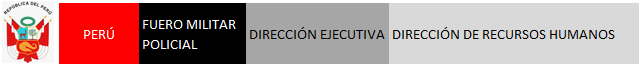 REPÚBLICA DEL PERÚ
PERÚ
FUERO MILITAR
POLICIAL
DIRECCIÓN EJECUTIVA
DIRECCIÓN DE RECURSOS HUMANOS